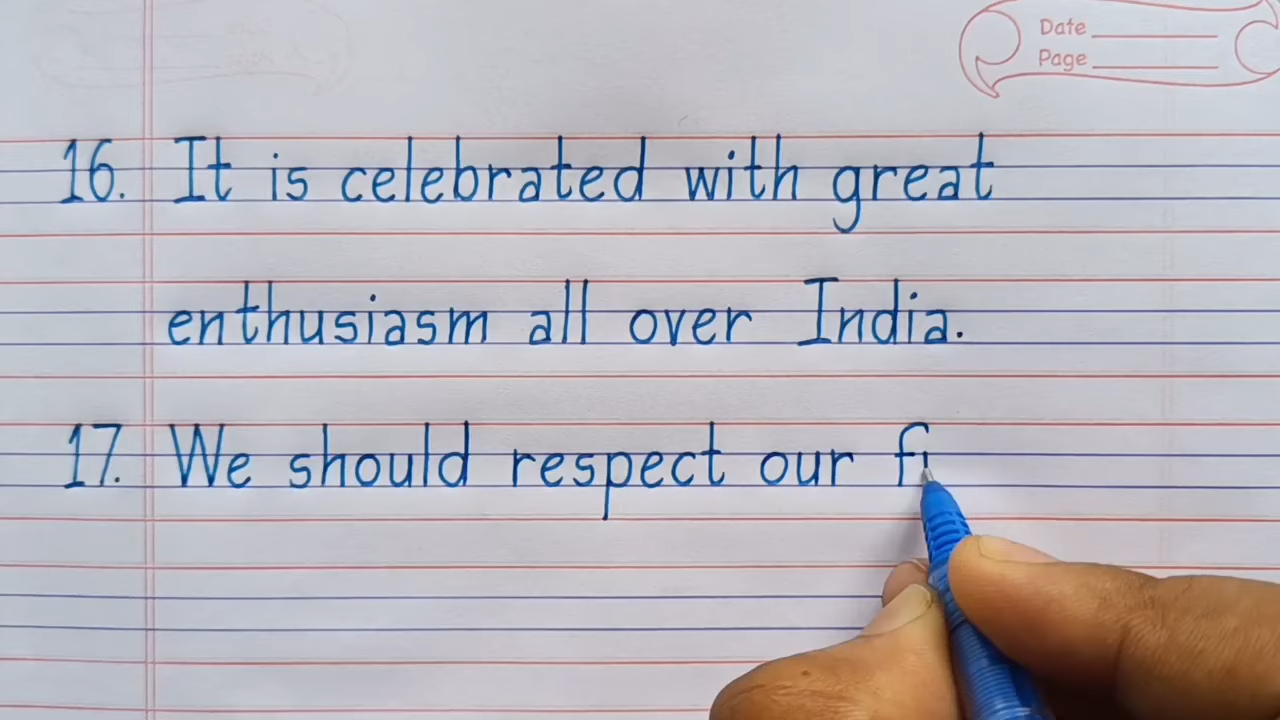 Date
Page
16. It is celebrated with great
enthusiasm all over India.
17. We should respect our